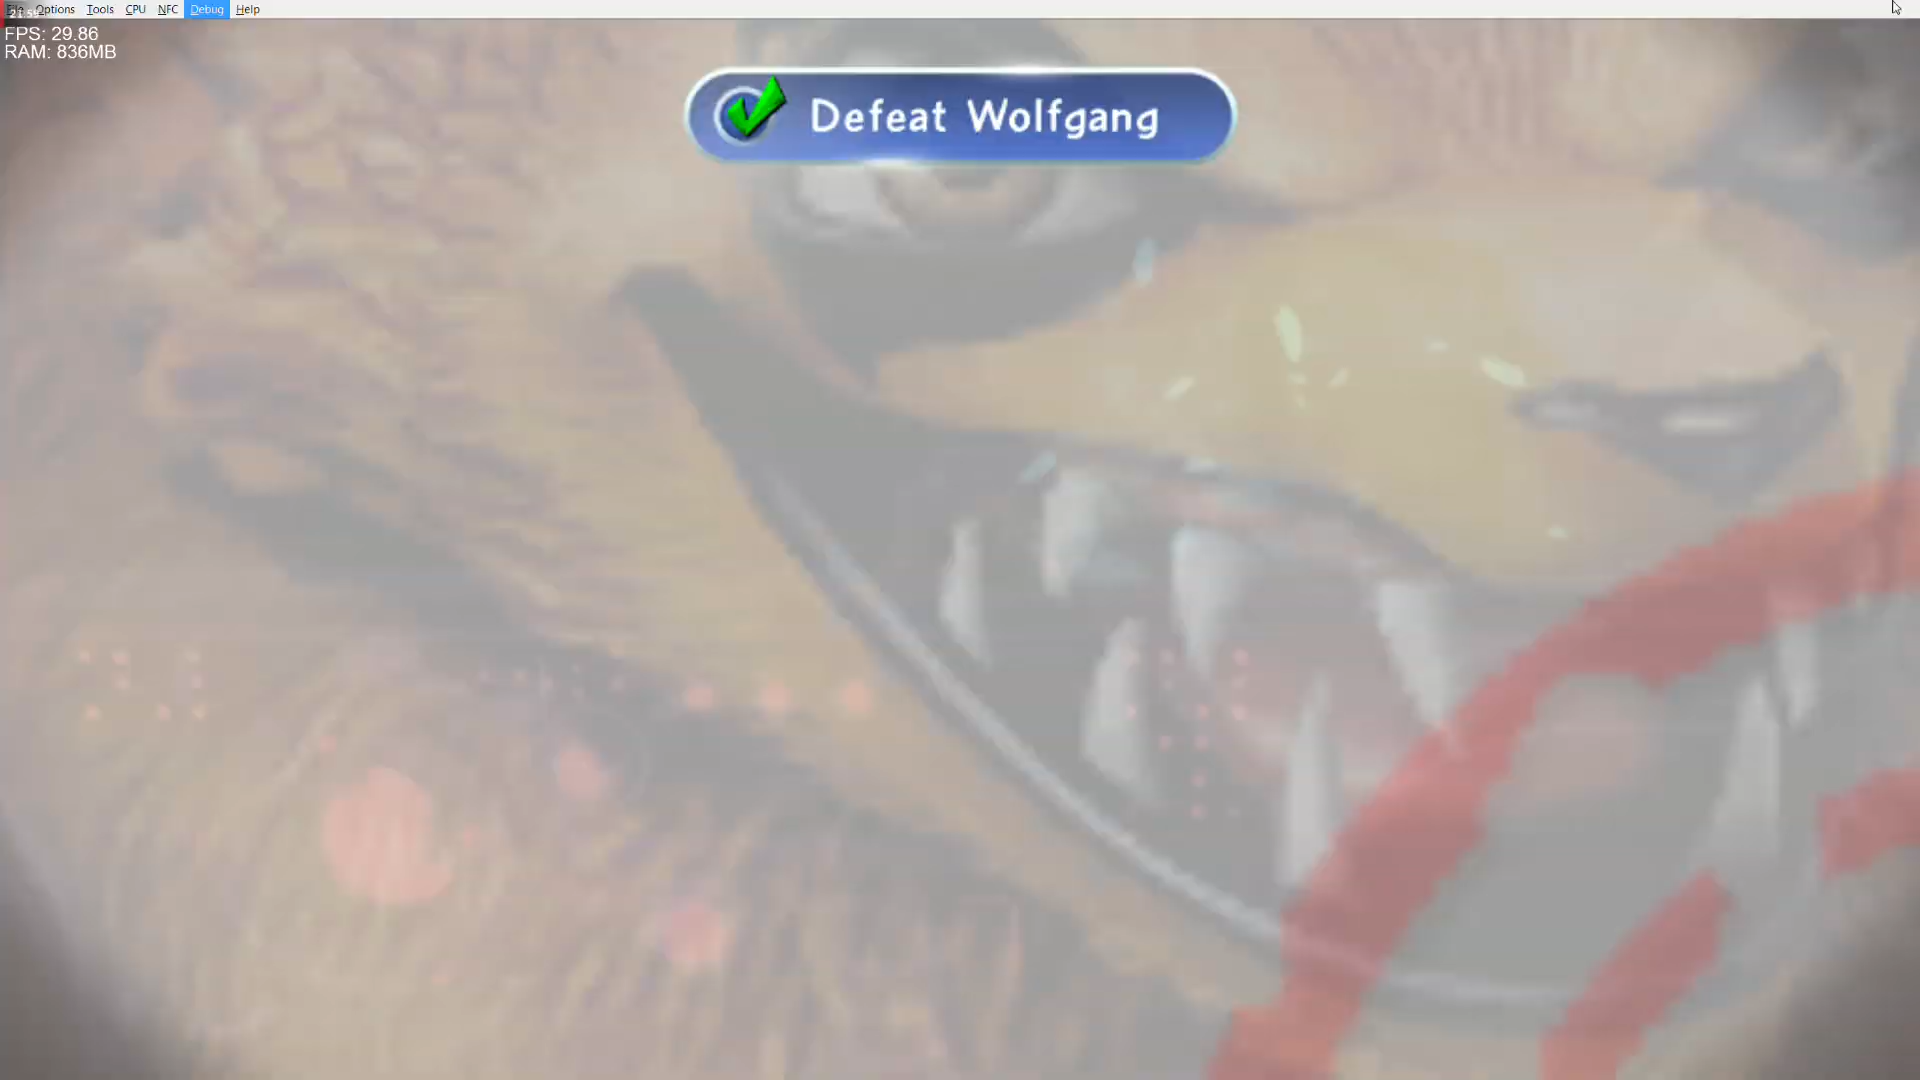 Options Tools CPU NFC Debug Help
FPS: 29.86
RAM: 836MB
Defeat Wolfgang